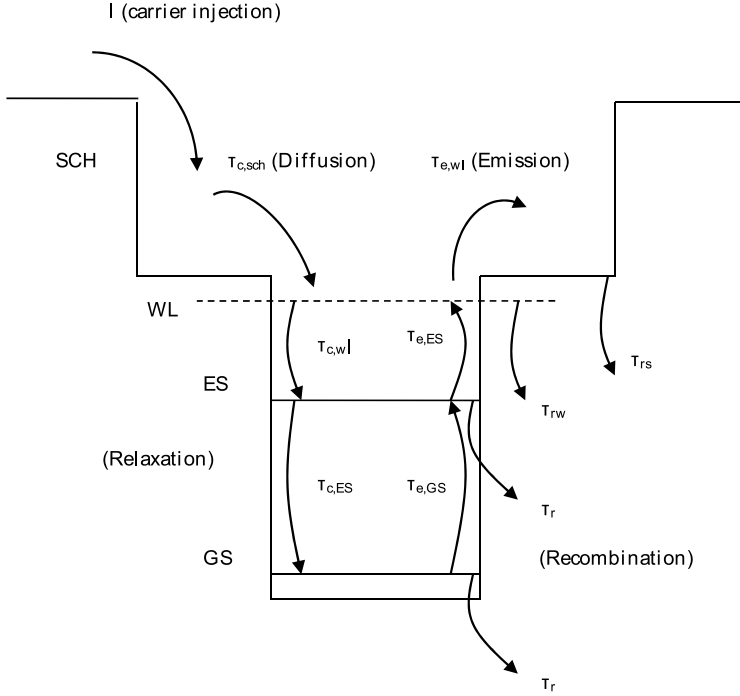 I (carrier injection)
SCH
τc,sch (Diffusion)
τe,wl (Emission)
WL
τc,wl
τe,ES
τrs
ES
τrw
(Relaxation)
τc,ES
τe,GS
τr
GS
(Recombination)
τr